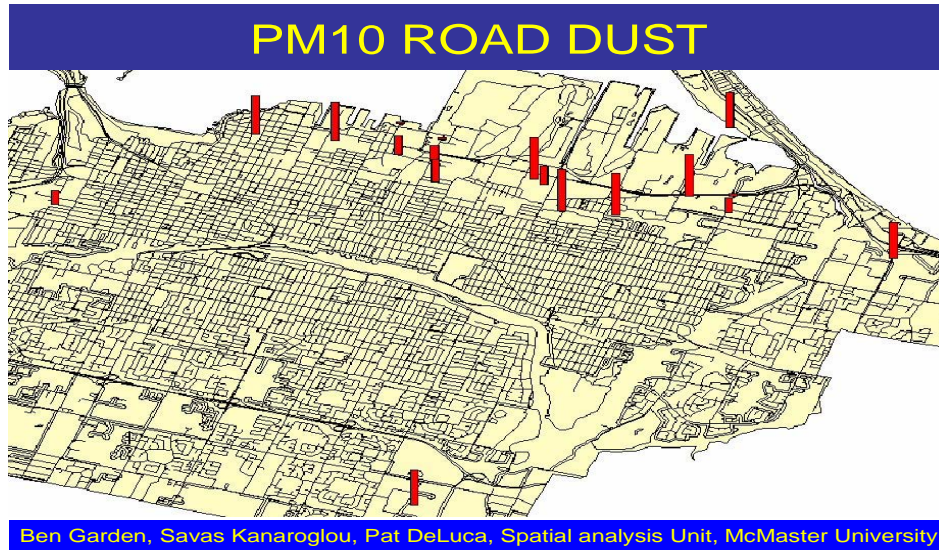 PM10 ROAD DUST
Ben Garden, Savas Kanaroglou, Pat DeLuca, Spatial analysis Unit, McMaster University